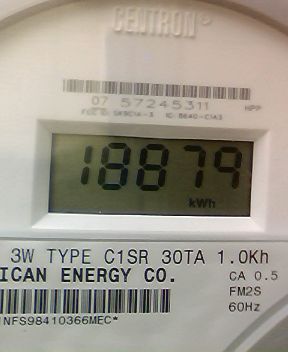 CENTRON
07 57245311 HPP
18879
kWh
3W TYPE C1SR 30TA 1.0Kh
ICAN ENERGY CO. CA 0.5
FM2S
60Hz
NFS98410366MEC*